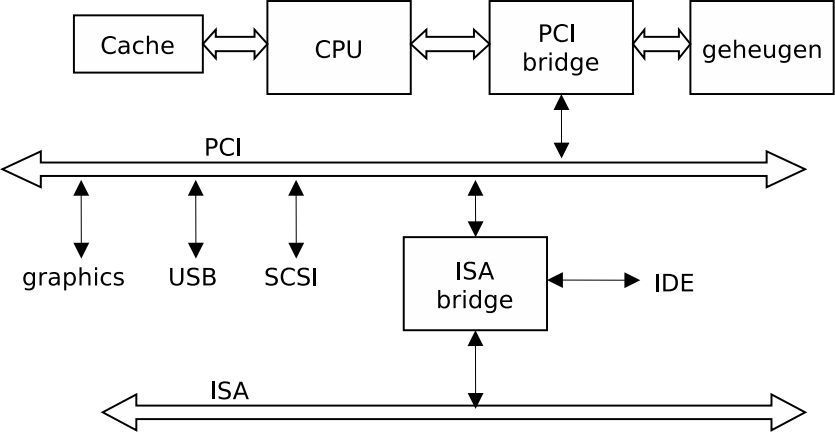 Cache
CPU
PCI
bridge
geheugen
PCI
graphics
USB
SCSI
ISA
bridge
IDE
ISA